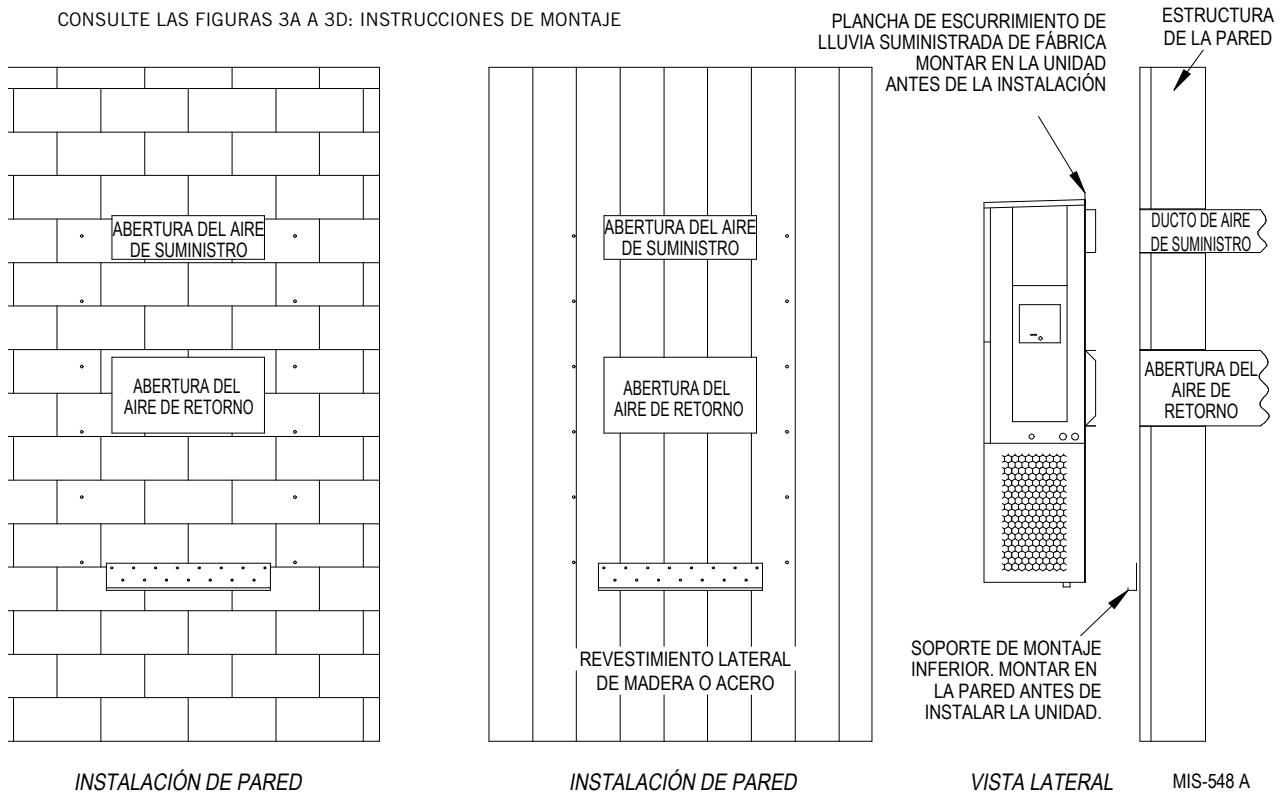 CONSULTE LAS FIGURAS 3A A 3D: INSTRUCCIONES DE MONTAJE
PLANCHA DE ESCURRIMIENTO DE
LLUVIA SUMINISTRADA DE FÁBRICA
MONTAR EN LA UNIDAD
ANTES DE LA INSTALACIÓN
ESTRUCTURA
DE LA PARED
ABERTURA DEL AIRE
DE SUMINISTRO
ABERTURA DEL AIRE
DE SUMINISTRO
DUCTO DE AIRE
DE SUMINISTRO
ABERTURA DEL
AIRE DE RETORNO
ABERTURA DEL
AIRE DE RETORNO
ABERTURA DEL
AIRE DE
RETORNO
REVESTIMIENTO LATERAL
DE MADERA O ACERO
SOPORTE DE MONTAJE
INFERIOR. MONTAR EN
LA PARED ANTES DE
INSTALAR LA UNIDAD.
INSTALACIÓN DE PARED
INSTALACIÓN DE PARED
VISTA LATERAL
MIS-548 A